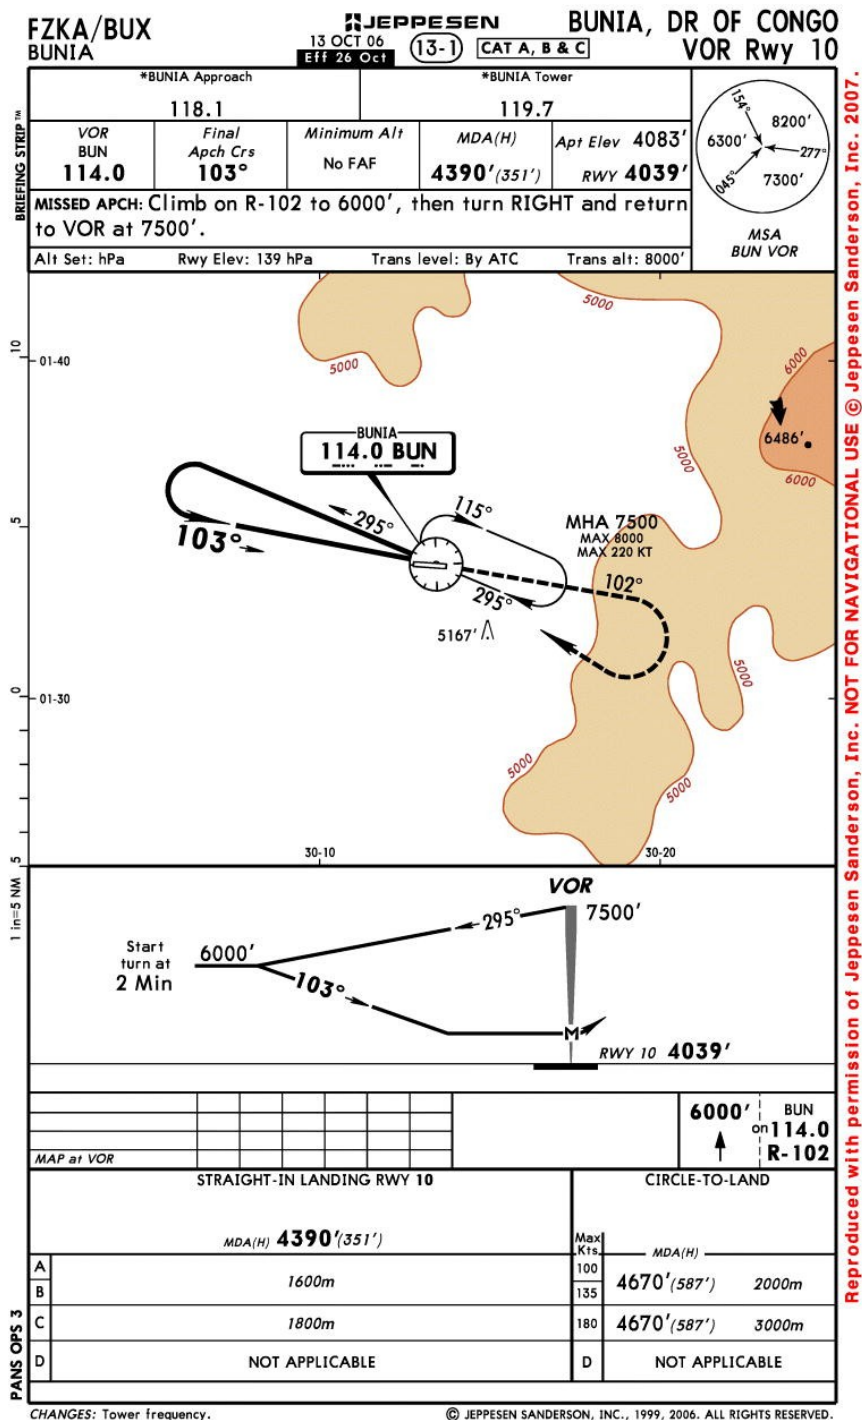 FZKA/BUX
BUNIA
JEPPESEN
13 OCT 06
Eff 26 Oct
13-1
CAT A, B & C
BUNIA, DR OF CONGO
VOR Rwy 10
BRIEFING STRIP™
*BUNIA Approach
118.1
*BUNIA Tower
119.7
VOR
BUN
114.0
Final
Apch Crs
103°
Minimum Alt
No FAF
MDA(H)
4390'(351')
Apt Elev 4083'
RWY 4039'
154°
8200'
6300'
277°
045°
7300'
MSA
BUN VOR
MISSED APCH: Climb on R-102 to 6000', then turn RIGHT and return
to VOR at 7500'.
Alt Set: hPa Rwy Elev: 139 hPa Trans level: By ATC Trans alt: 8000'
5000
5000
6000
10
01-40
6486'
6000
5000
BUNIA
114.0 BUN
5
295°
115°
103°
MHA 7500
MAX 8000
MAX 220 KT
102°
295°
5167'
5000
0
01-30
5000
5000
5
30-10
30-20
1 in=5 NM
VOR
7500'
295°
Start
turn at
2 Min
6000'
103°
M
RWY 10 4039'
MAP at VOR
6000'
on
BUN
114.0
R-102
STRAIGHT-IN LANDING RWY 10
CIRCLE-TO-LAND
MDA(H) 4390'(351')
Max
Kts.
MDA(H)
A
B
1600m
100
135
4670'(587') 2000m
C
1800m
180
4670'(587') 3000m
D
NOT APPLICABLE
D
NOT APPLICABLE
PANS OPS 3
CHANGES: Tower frequency.
© JEPPESEN SANDERSON, INC., 1999, 2006. ALL RIGHTS RESERVED.
Reproduced with permission of Jeppesen Sanderson, Inc. NOT FOR NAVIGATIONAL USE © Jeppesen Sanderson, Inc. 2007.